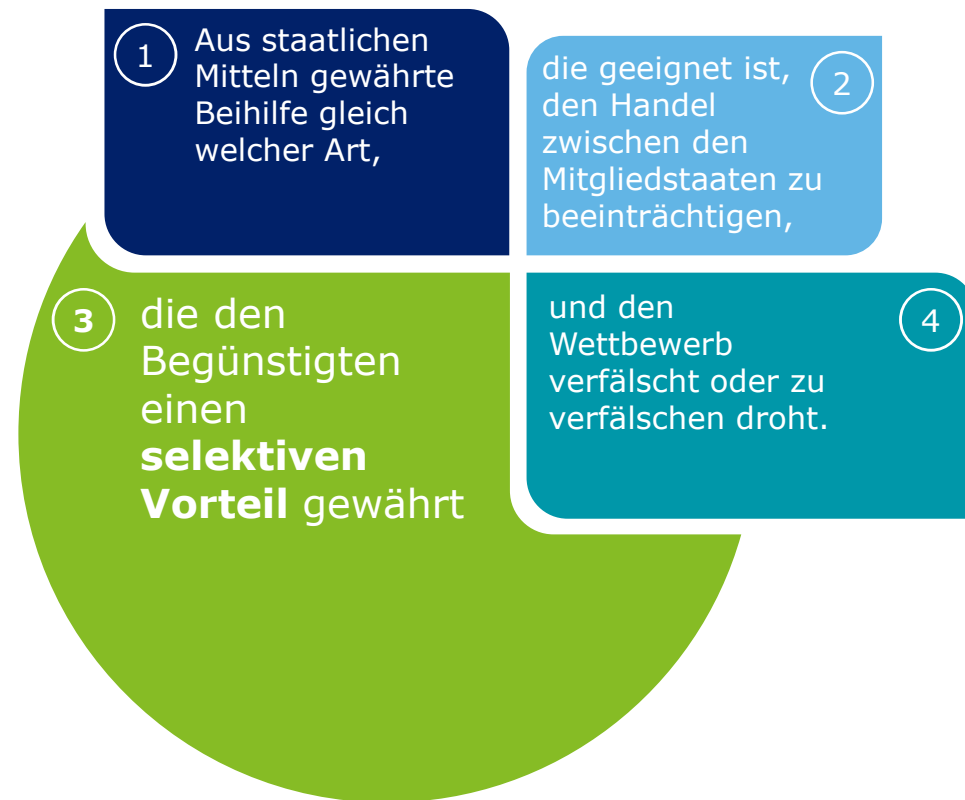 1
Aus staatlichen
Mitteln gewährte
Beihilfe gleich
welcher Art,
die geeignet ist,
den Handel
zwischen den
Mitgliedstaaten zu
beeinträchtigen,
2
3
die den
Begünstigten
einen
selektiven
Vorteil gewährt
und den
Wettbewerb
verfälscht oder zu
verfälschen droht.
4